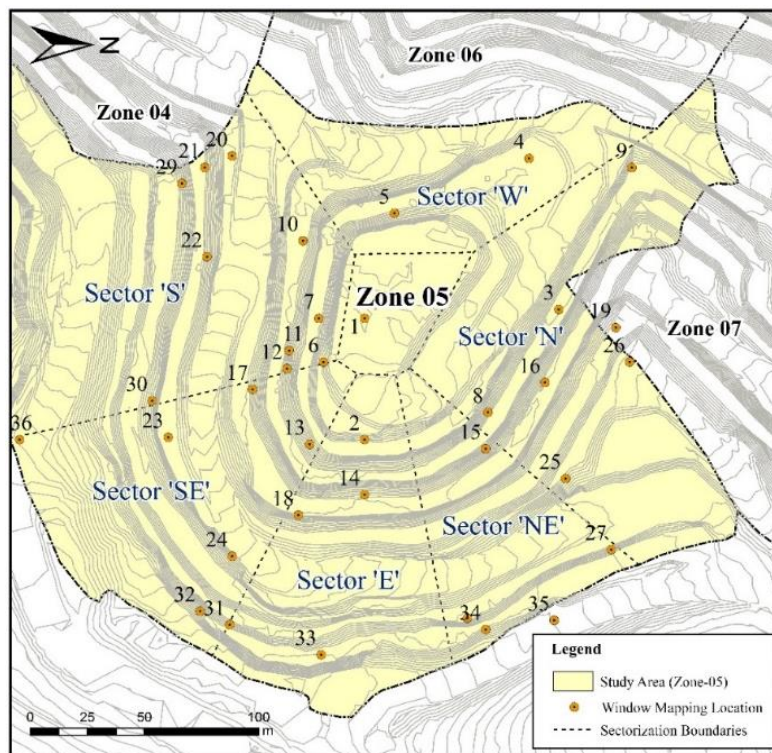 N
Zone 06
Zone 04
21
20
4
9
29
Sector 'W'
5
10
22
Sector 'S'
7
Zone 05
1
3
19
Zone 07
11
Sector 'N'
12
6
26
17
16
30
8
36
23
13
2
15
14
25
Sector 'SE'
18
Sector 'NE'
24
27
Sector 'E'
32
31
34
35
33
Legend
Study Area (Zone-05)
Window Mapping Location
Sectorization Boundaries
0 50 100
m